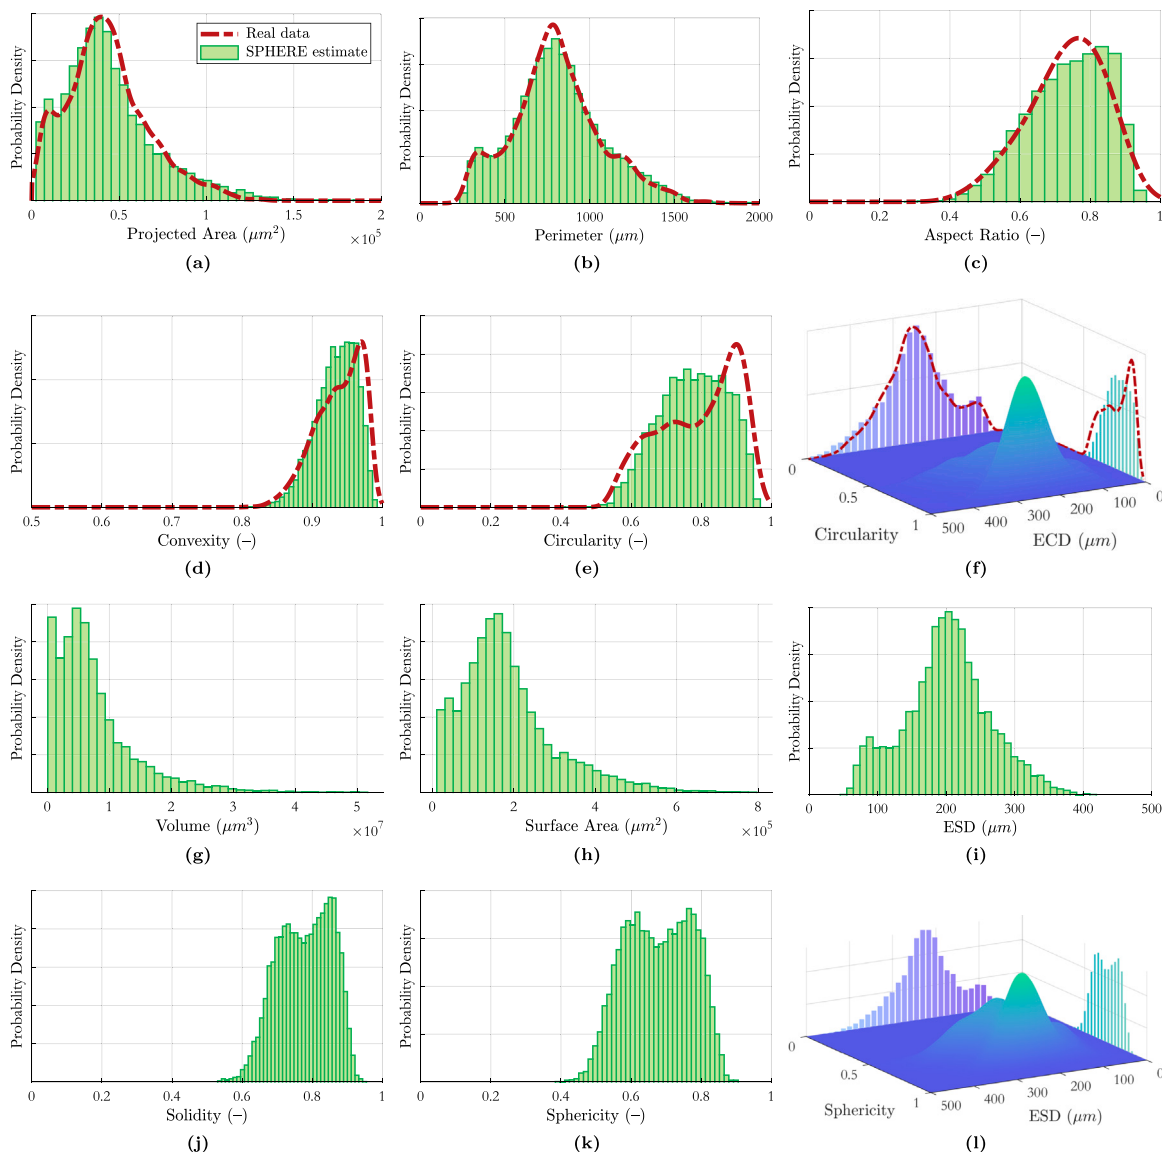 Real data
SPHERE estimate
Probability Density
0
0.5
1
1.5
2
Projected Area (μm²)
×10⁵
(a)
Probability Density
0
500
1000
1500
2000
Perimeter (μm)
(b)
Probability Density
0
0.2
0.4
0.6
0.8
1
Aspect Ratio (–)
(c)
Probability Density
0.5
0.6
0.7
0.8
0.9
1
Convexity (–)
(d)
Probability Density
0
0.2
0.4
0.6
0.8
1
Circularity (–)
(e)
0
0.5
1
Circularity
500
400
300
200
100
0
ECD (μm)
(f)
Probability Density
0
1
2
3
4
5
Volume (μm³)
×10⁷
(g)
Probability Density
0
2
4
6
8
Surface Area (μm²)
×10⁵
(h)
Probability Density
0
100
200
300
400
500
ESD (μm)
(i)
Probability Density
0
0.2
0.4
0.6
0.8
1
Solidity (–)
(j)
Probability Density
0
0.2
0.4
0.6
0.8
1
Sphericity (–)
(k)
0
0.5
1
Sphericity
500
400
300
200
100
0
ESD (μm)
(l)